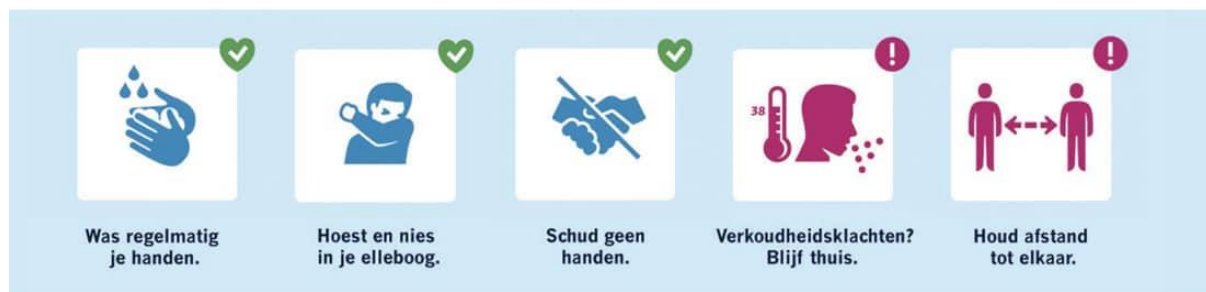 38
Was regelmatig
je handen.
Hoest en nies
in je elleboog.
Schud geen
handen.
Verkoudheidsklachten?
Blijf thuis.
Houd afstand
tot elkaar.